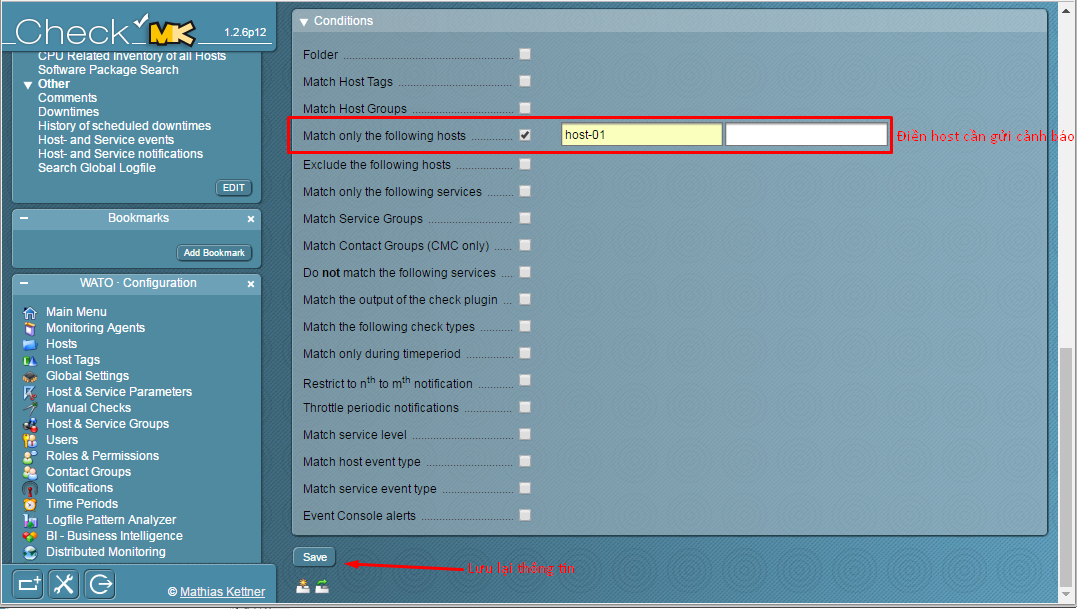 Check MK 1.2.6p12
CPU Related Inventory of all Hosts
Software Package Search
Other
Comments
Downtimes
History of scheduled downtimes
Host- and Service events
Host- and Service notifications
Search Global Logfile
EDIT
Bookmarks
Add Bookmark
WATO · Configuration
Main Menu
Monitoring Agents
Hosts
Host Tags
Global Settings
Host & Service Parameters
Manual Checks
Host & Service Groups
Users
Roles & Permissions
Contact Groups
Notifications
Time Periods
Logfile Pattern Analyzer
BI - Business Intelligence
Distributed Monitoring
© Mathias Kettner
Conditions
Folder
Match Host Tags
Match Host Groups
Match only the following hosts host-01 Điền host cần gửi cảnh báo
Exclude the following hosts
Match only the following services
Match Service Groups
Match Contact Groups (CMC only)
Do not match the following services
Match the output of the check plugin
Match the following check types
Match only during timeperiod
Restrict to nth to mth notification
Throttle periodic notifications
Match service level
Match host event type
Match service event type
Event Console alerts
Save Lưu lại thông tin